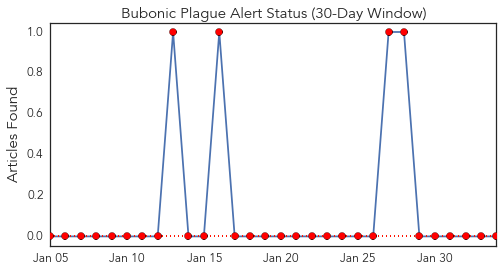 Bubonic Plague Alert Status (30-Day Window)
Articles Found
1.0
0.8
0.6
0.4
0.2
0.0
Jan 05 Jan 10 Jan 15 Jan 20 Jan 25 Jan 30